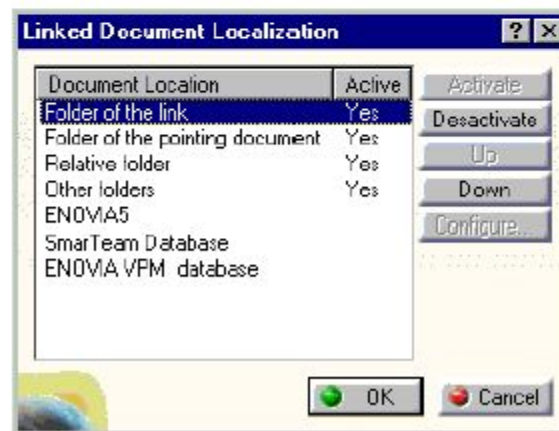 Linked Document Localization
Document Location Active
Folder of the link Yes
Folder of the pointing document Yes
Relative folder Yes
Other folders Yes
ENOVIA5
SmarTeam Database
ENOVIA VPM database
Activate
Desactivate
Up
Down
Configure...
OK Cancel